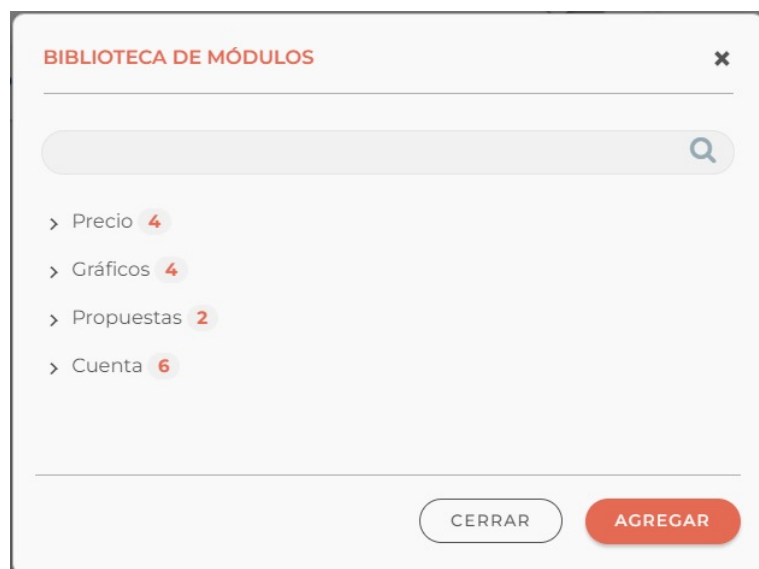 BIBLIOTECA DE MÓDULOS
Precio 4
Gráficos 4
Propuestas 2
Cuenta 6
CERRAR AGREGAR